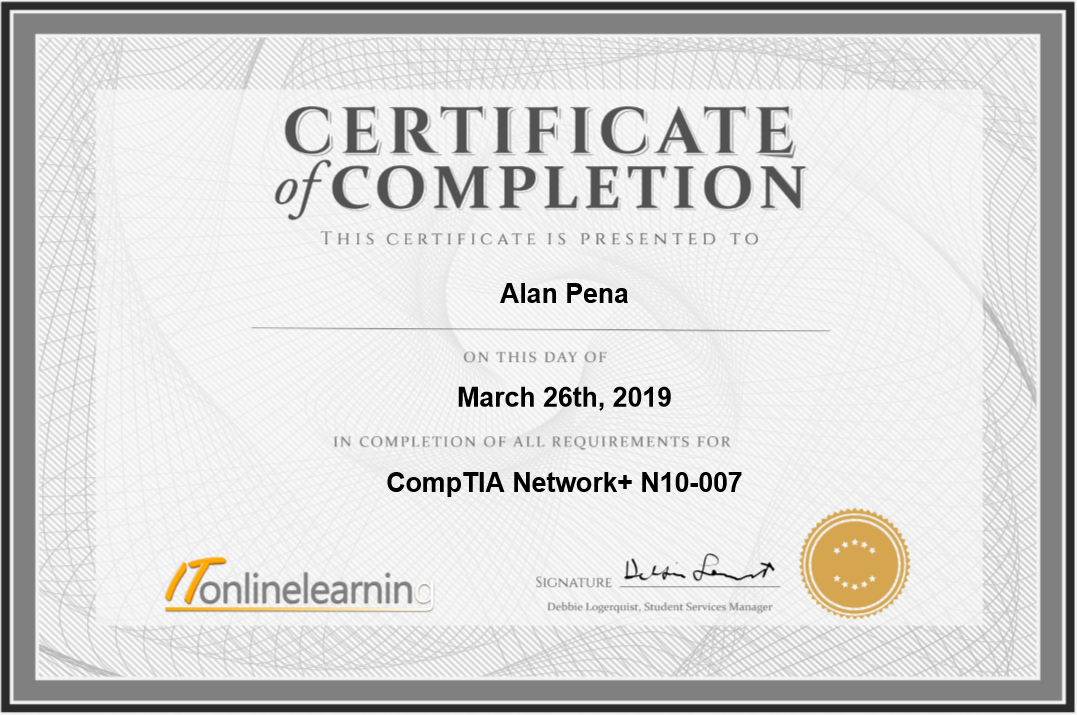 CERTIFICATE
of COMPLETION
THIS CERTIFICATE IS PRESENTED TO
Alan Pena
ON THIS DAY OF
March 26th, 2019
IN COMPLETION OF ALL REQUIREMENTS FOR
CompTIA Network+ N10-007
ITonlinelearning
SIGNATURE
Debbie Logerquist, Student Services Manager